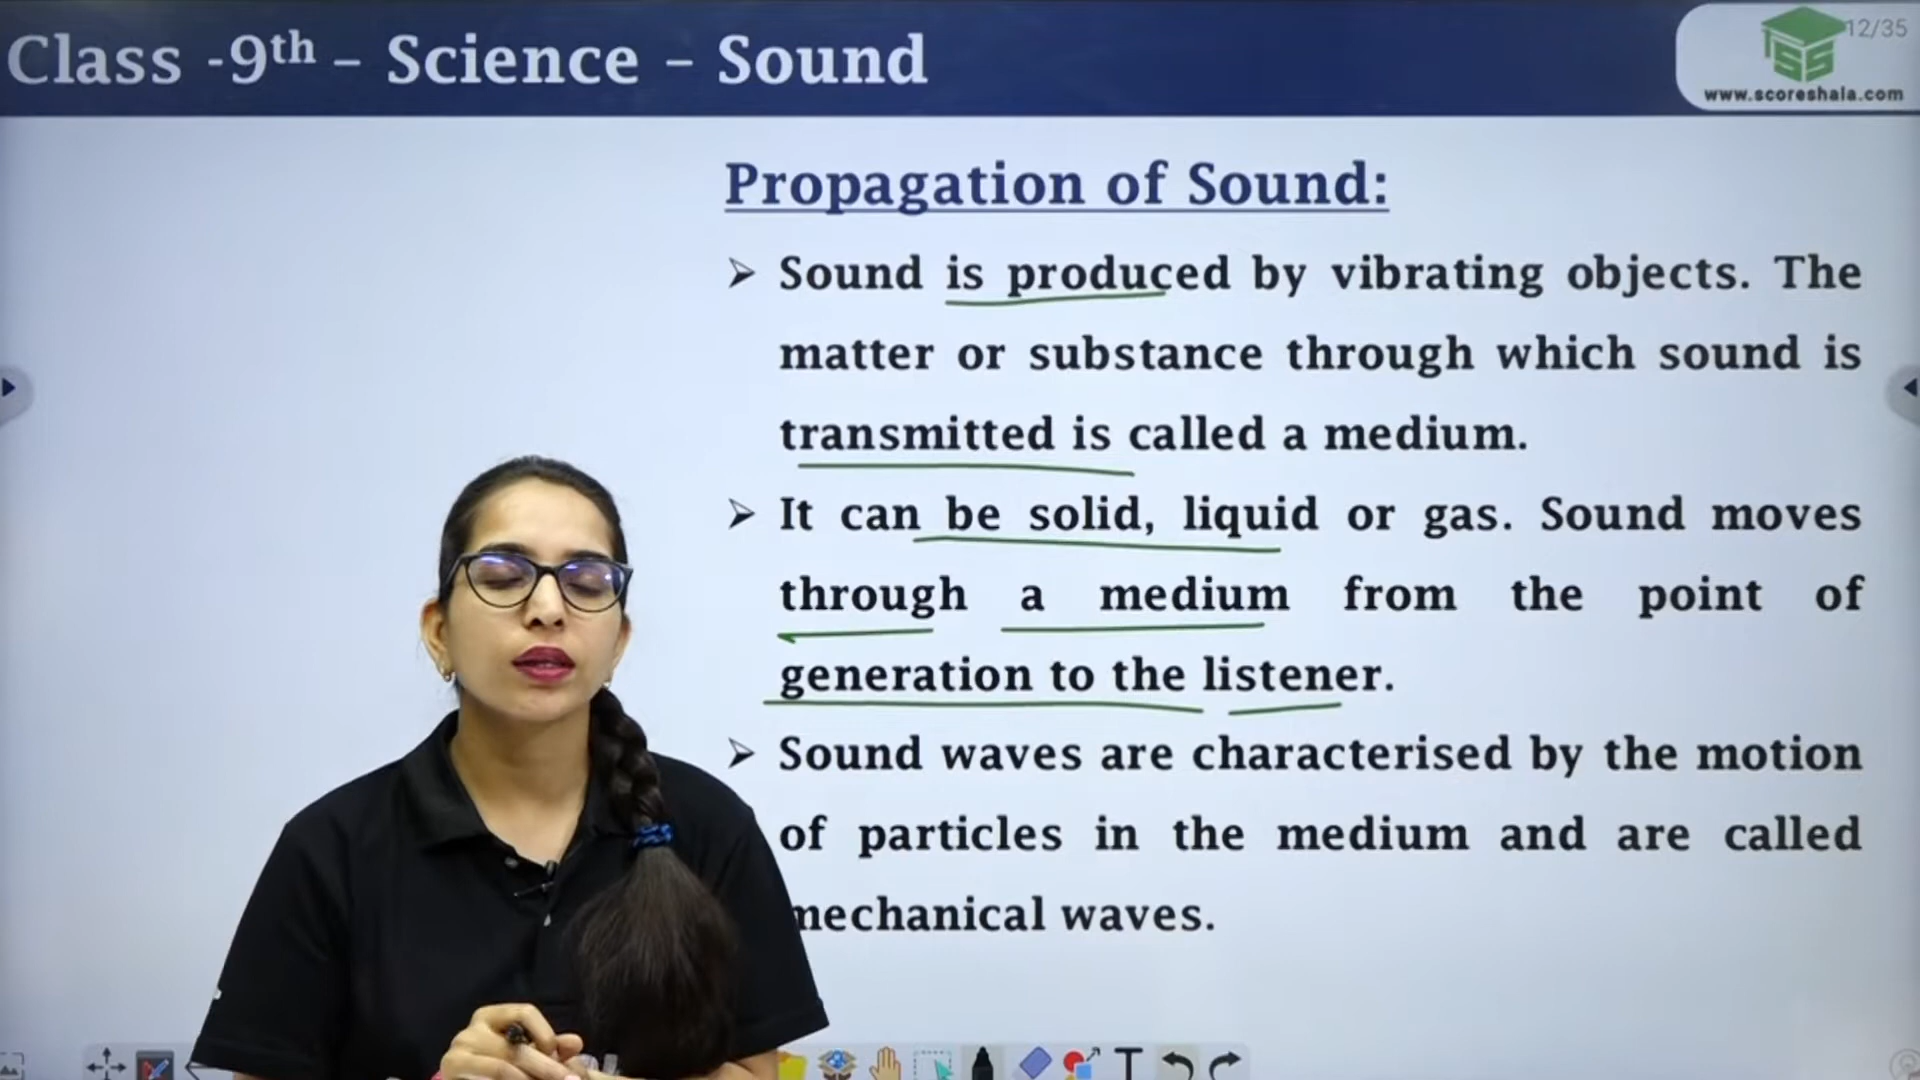 Class -9th – Science – Sound
12/35
www.scoreshala.com
Propagation of Sound:
➢ Sound is produced by vibrating objects. The
matter or substance through which sound is
transmitted is called a medium.
➢ It can be solid, liquid or gas. Sound moves
through a medium from the point of
generation to the listener.
➢ Sound waves are characterised by the motion
of particles in the medium and are called
mechanical waves.